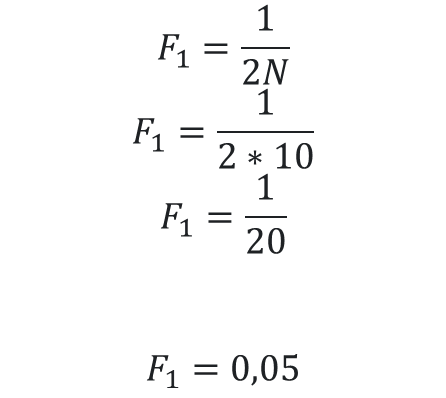 F₁ = 1/2N
F₁ = 1/2 * 10
F₁ = 1/20
F₁ = 0,05